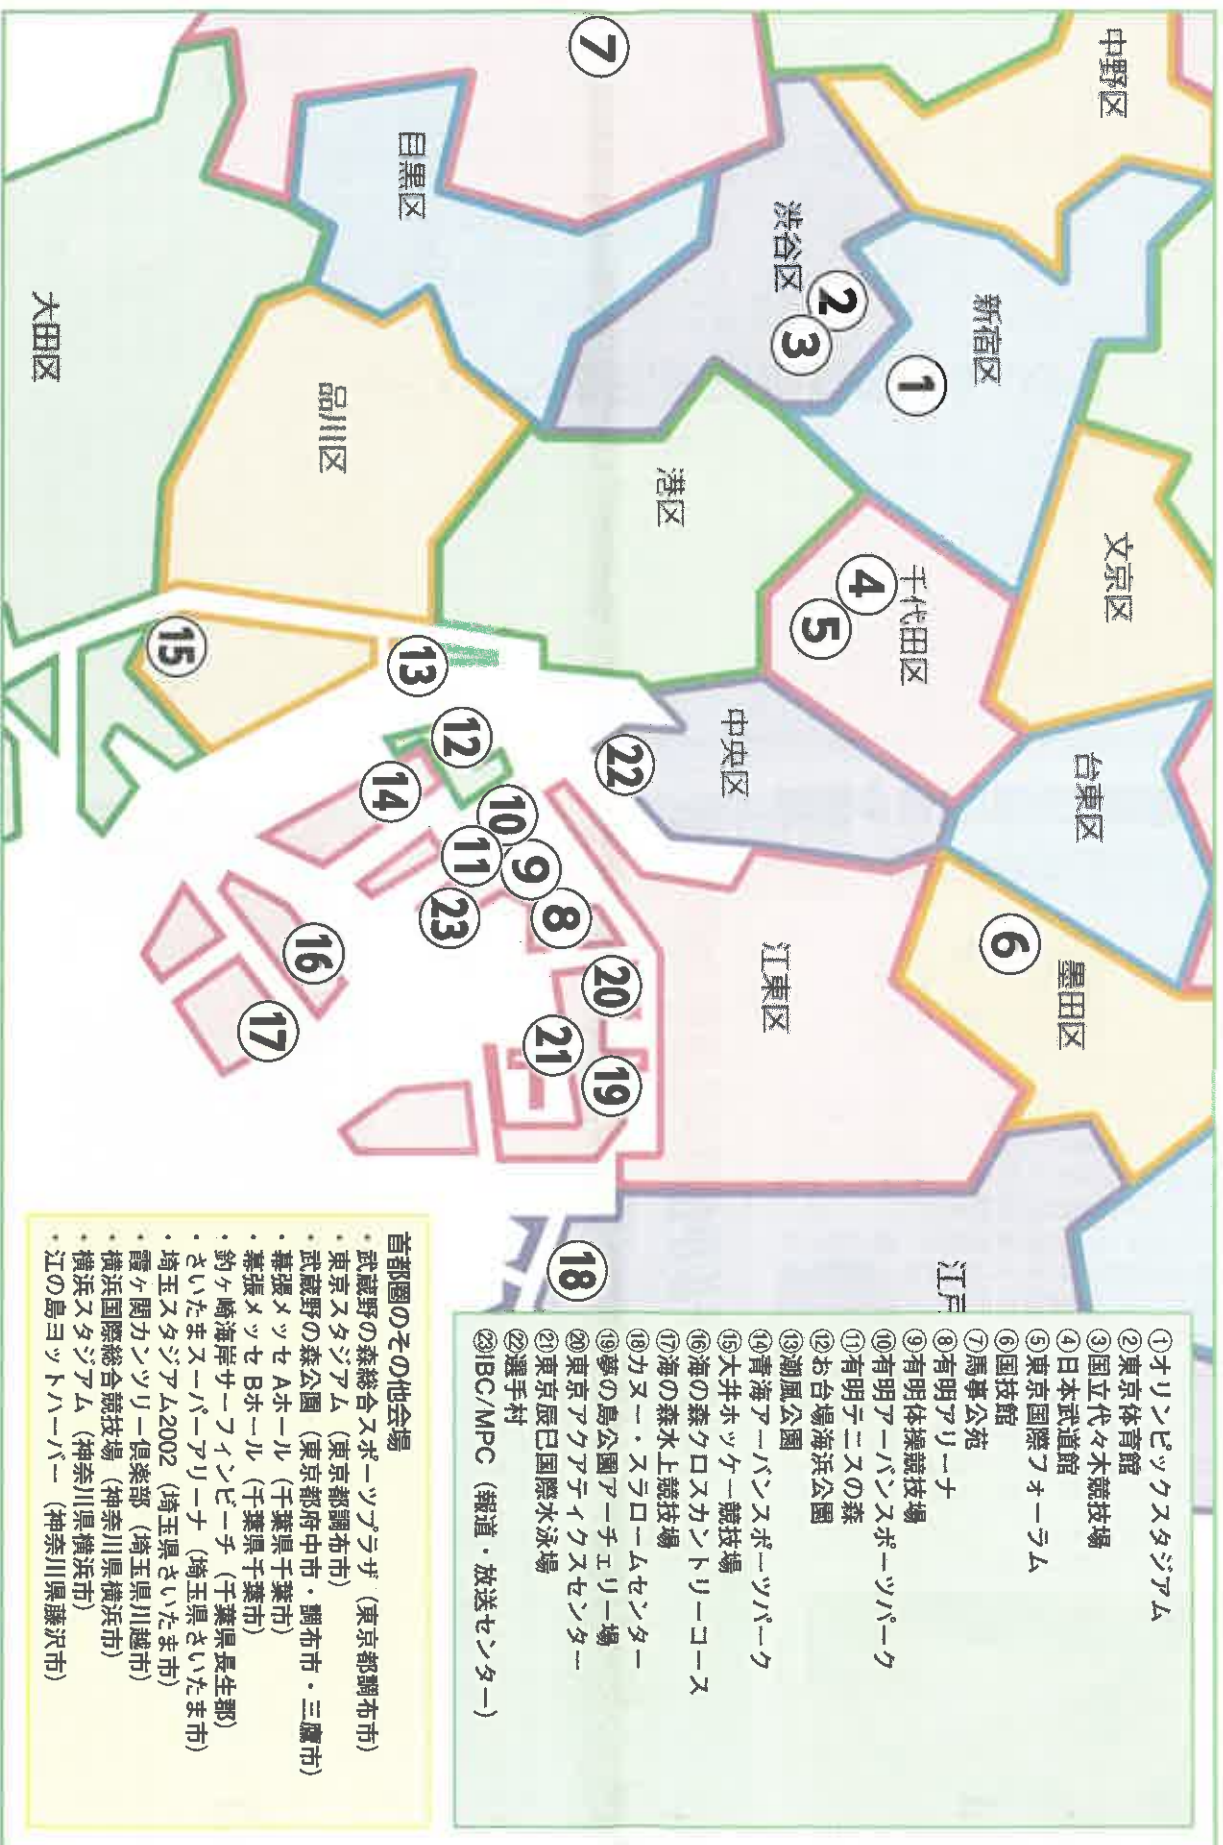 中野区
新宿区
文京区
台東区
墨田区
渋谷区
千代田区
中央区
江東区
江戸
目黒区
港区
品川区
大田区
7
2
3
1
4
5
6
22
13
12
14
10
11
9
8
23
15
16
17
20
21
19
18
①オリンピックスタジアム
②東京体育館
③国立代々木競技場
④日本武道館
⑤東京国際フォーラム
⑥国技館
⑦馬事公苑
⑧有明アリーナ
⑨有明体操競技場
⑩有明アーバンスポーツパーク
⑪有明テニスの森
⑫お台場海浜公園
⑬潮風公園
⑭青海アーバンスポーツパーク
⑮大井ホッケー競技場
⑯海の森クロスカントリーコース
⑰海の森水上競技場
⑱カヌー・スラロームセンター
⑲夢の島公園アーチェリー場
⑳東京アクアティクスセンター
㉑東京辰巳国際水泳場
㉒選手村
㉓IBC/MPC（報道・放送センター）
首都圏のその他会場
・武蔵野の森総合スポーツプラザ（東京都調布市）
・東京スタジアム（東京都調布市）
・武蔵野の森公園（東京都府中市・調布市・三鷹市）
・幕張メッセ Aホール（千葉県千葉市）
・幕張メッセ Bホール（千葉県千葉市）
・釣ヶ崎海岸サーフィンビーチ（千葉県長生郡）
・さいたまスーパーアリーナ（埼玉県さいたま市）
・埼玉スタジアム2002（埼玉県さいたま市）
・霞ヶ関カンツリー倶楽部（埼玉県川越市）
・横浜国際総合競技場（神奈川県横浜市）
・横浜スタジアム（神奈川県横浜市）
・江の島ヨットハーバー（神奈川県藤沢市）